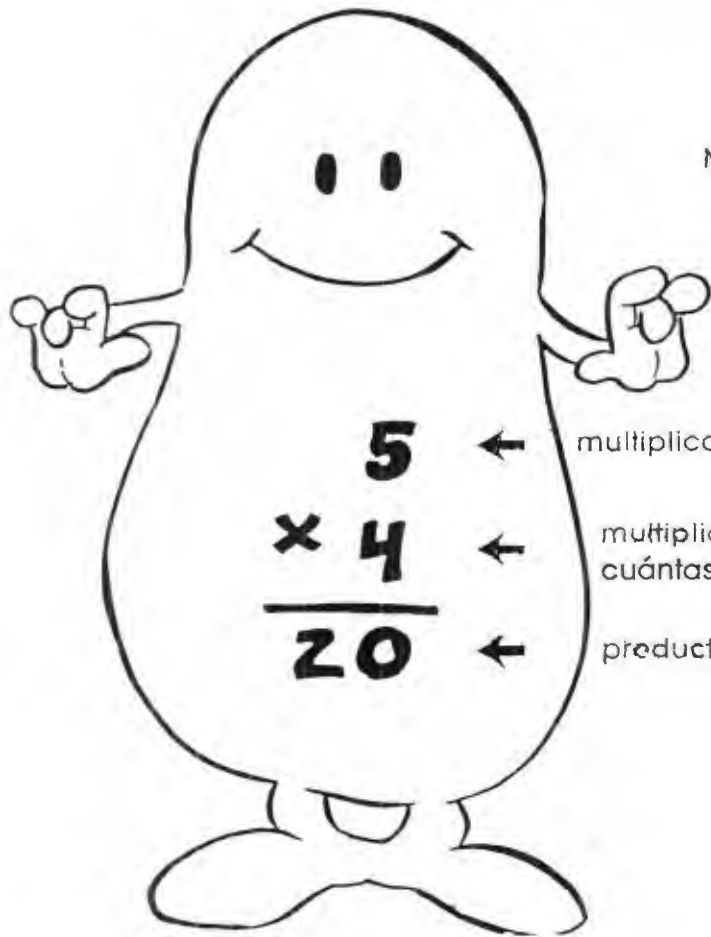 5 ← multiplica
× 4 ← multiplic
cuántas
20 ← product